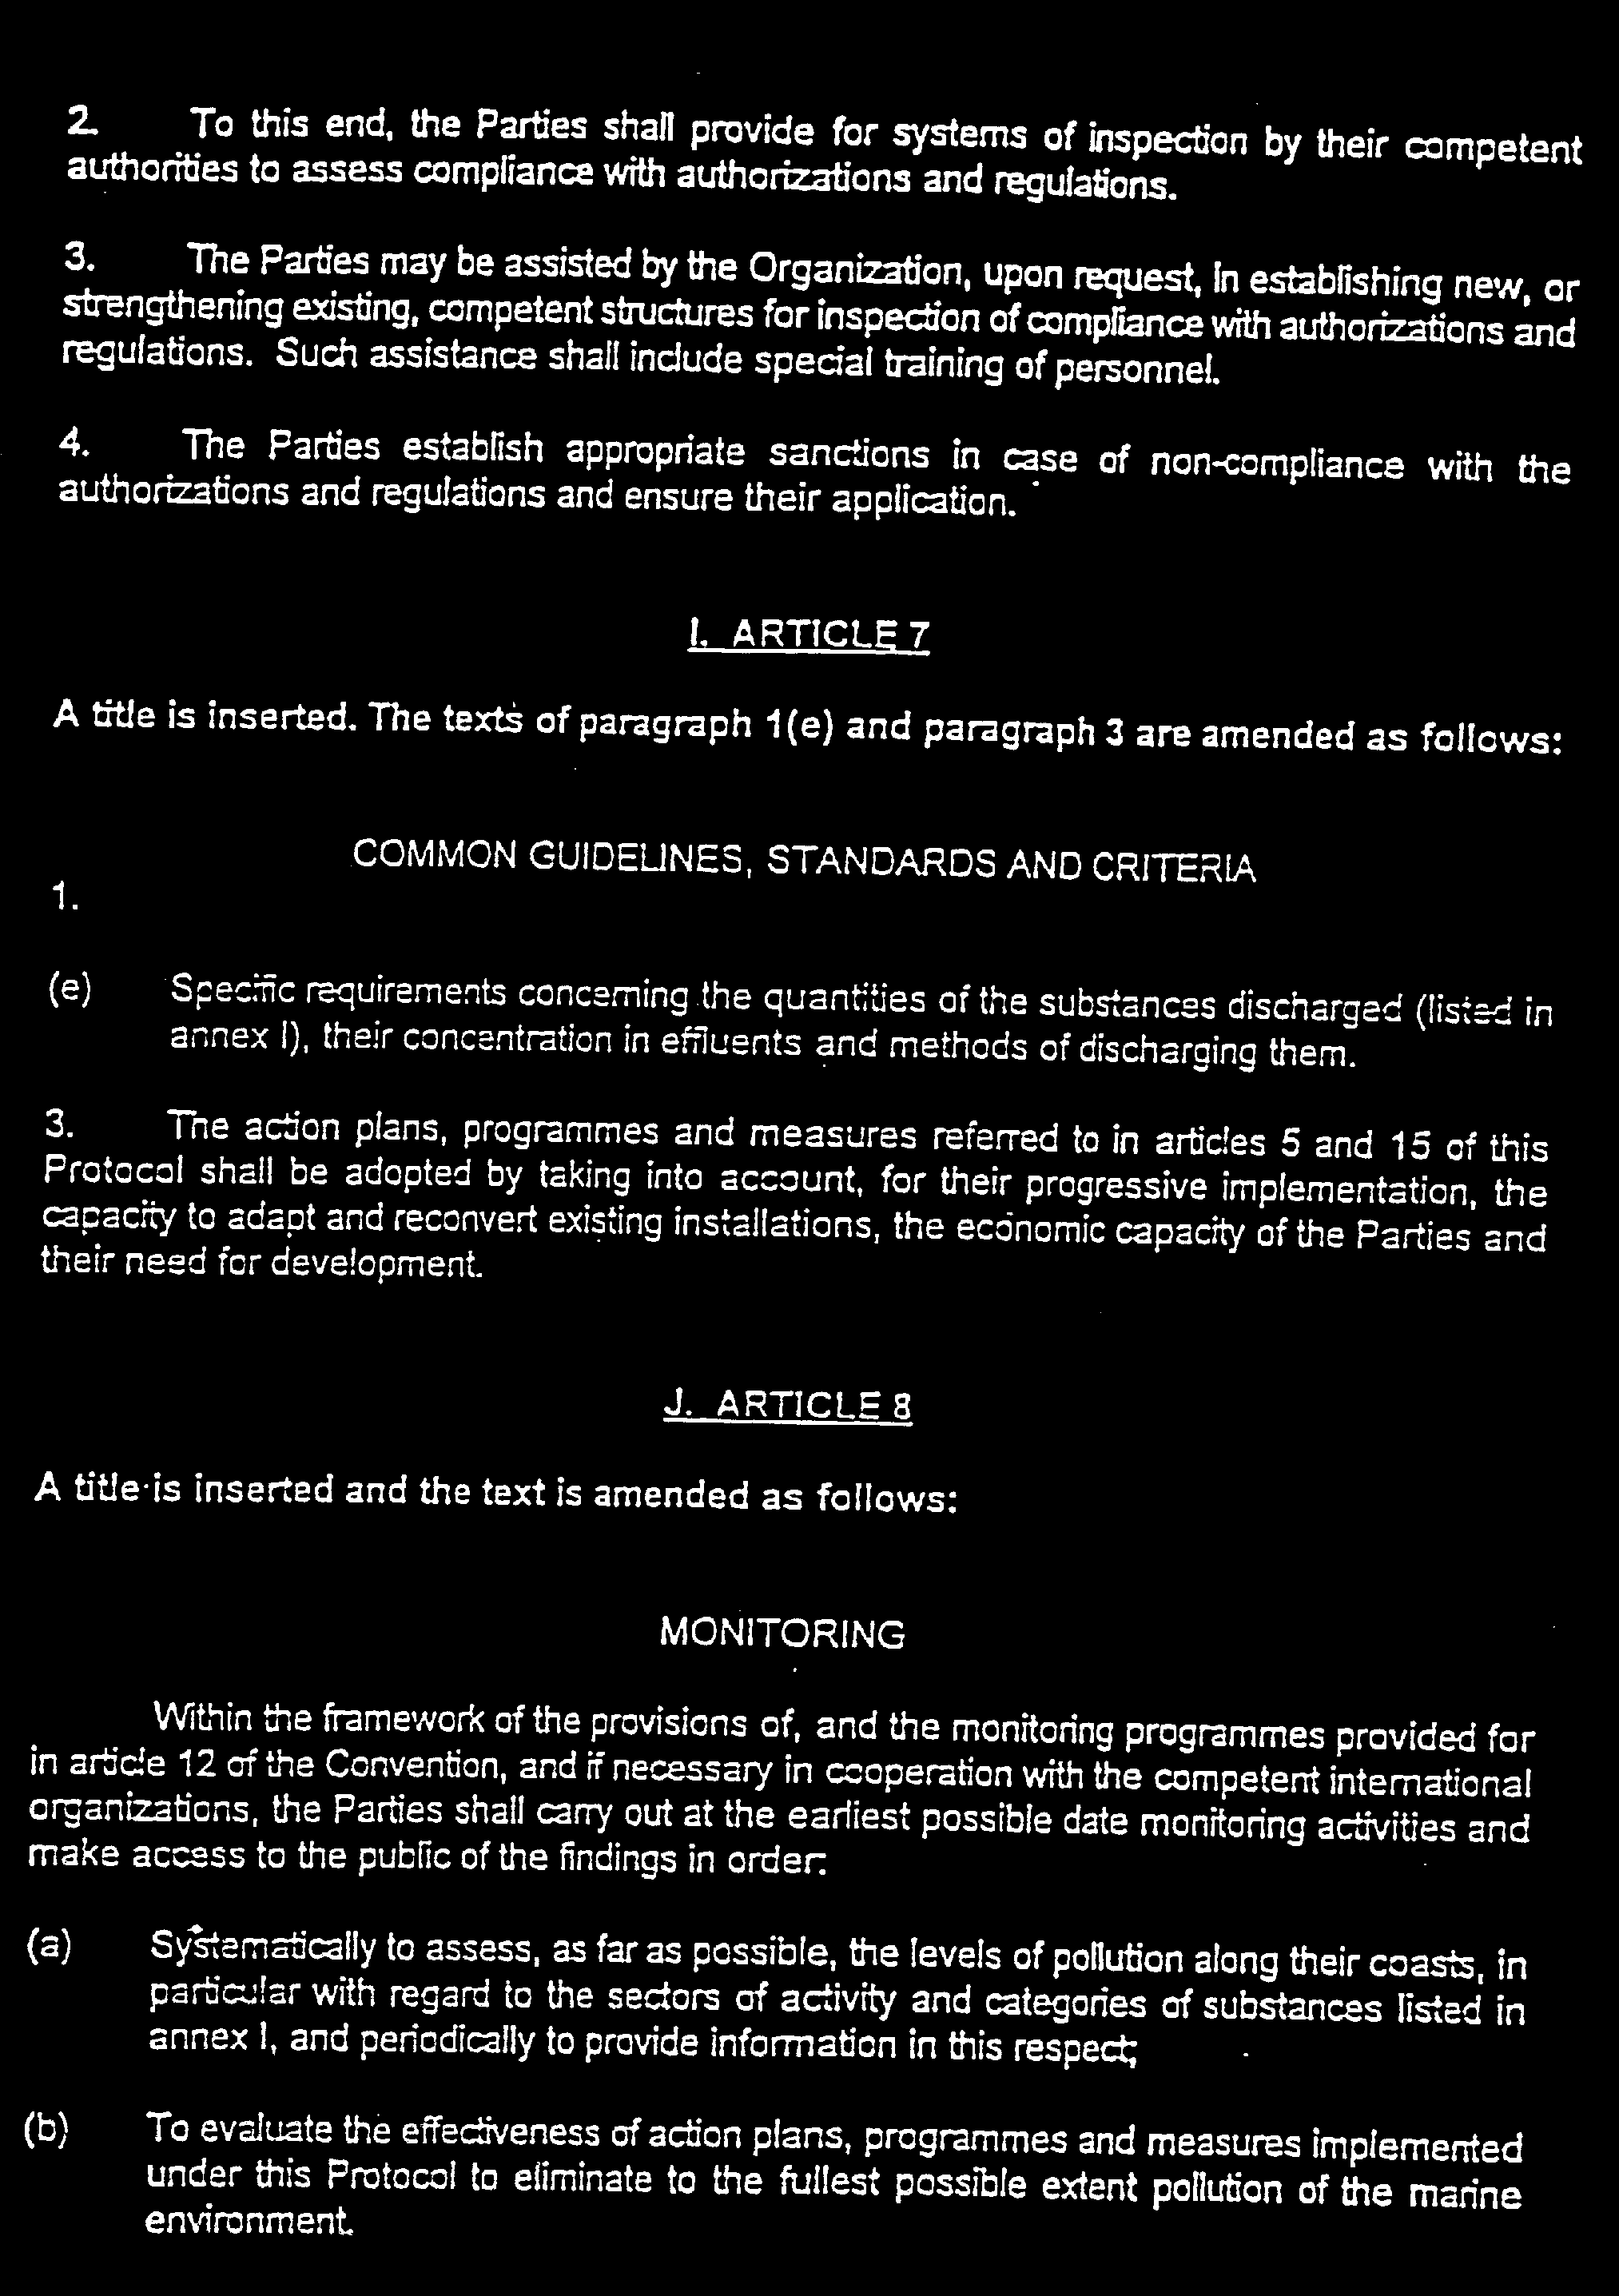 2. To this end, the Parties shall provide for systems of inspection by their competent
authorities to assess compliance with authorizations and regulations.
3. The Parties may be assisted by the Organization, upon request, in establishing new, or
strengthening existing, competent structures for inspection of compliance with authorizations and
regulations. Such assistance shall include special training of personnel.
4. The Parties establish appropriate sanctions in case of non-compliance with the
authorizations and regulations and ensure their application.
I. ARTICLE 7
A title is inserted. The texts of paragraph 1(e) and paragraph 3 are amended as follows:
COMMON GUIDELINES, STANDARDS AND CRITERIA
1.
(e) Specific requirements concerning the quantities of the substances discharged (listed in
annex I), their concentration in effluents and methods of discharging them.
3. The action plans, programmes and measures referred to in articles 5 and 15 of this
Protocol shall be adopted by taking into account, for their progressive implementation, the
capacity to adapt and reconvert existing installations, the economic capacity of the Parties and
their need for development.
J. ARTICLE 8
A title is inserted and the text is amended as follows:
MONITORING
Within the framework of the provisions of, and the monitoring programmes provided for
in article 12 of the Convention, and if necessary in cooperation with the competent international
organizations, the Parties shall carry out at the earliest possible date monitoring activities and
make access to the public of the findings in order:
(a) Systematically to assess, as far as possible, the levels of pollution along their coasts, in
particular with regard to the sectors of activity and categories of substances listed in
annex I, and periodically to provide information in this respect;
(b) To evaluate the effectiveness of action plans, programmes and measures implemented
under this Protocol to eliminate to the fullest possible extent pollution of the marine
environment.